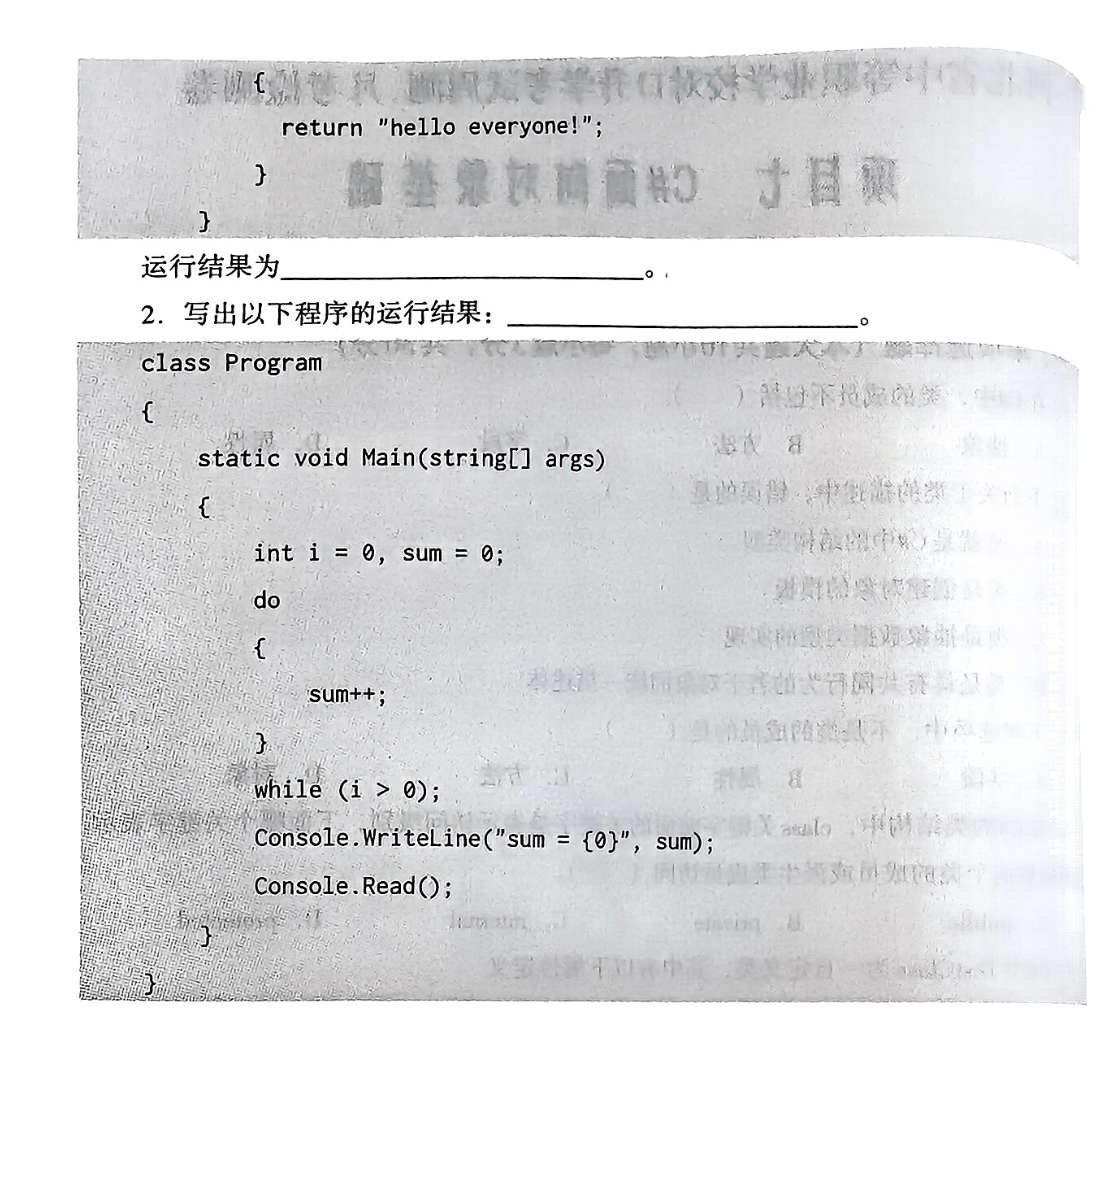 {
return "hello everyone!";
}
}
运行结果为
。
2. 写出以下程序的运行结果：
。
class Program
{
static void Main(string[] args)
{
int i = 0, sum = 0;
do
{
sum++;
}
while (i > 0);
Console.WriteLine("sum = {0}", sum);
Console.Read();
}
}